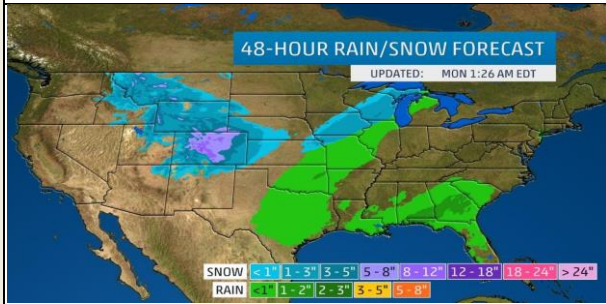 48-HOUR RAIN/SNOW FORECAST
UPDATED: MON 1:26 AM EDT
SNOW <1" 1 - 3" 3 - 5" 5 - 8" 8 - 12" 12 - 18" 18 - 24" > 24"
RAIN <1" 1 - 2" 2 - 3" 3 - 5" 5 - 8"